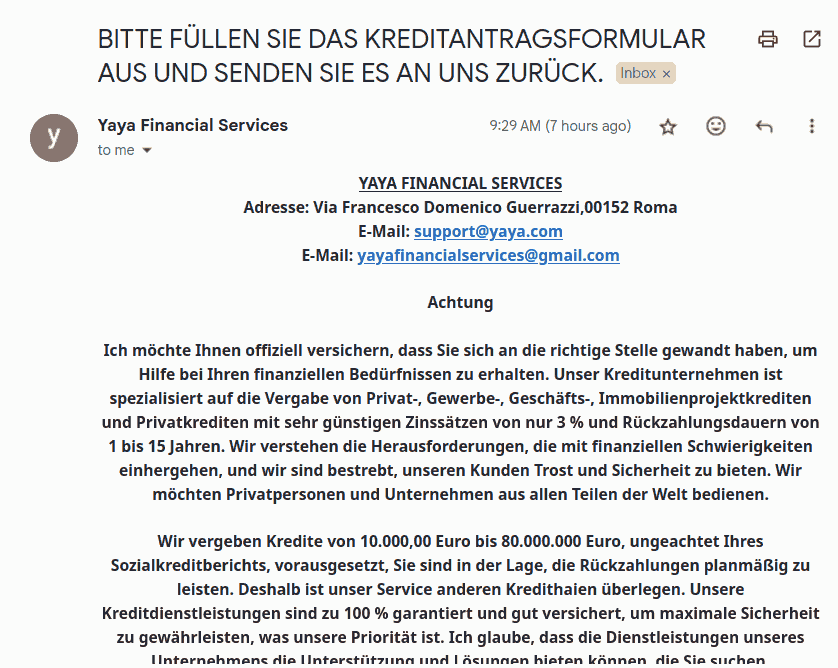 BITTE FÜLLEN SIE DAS KREDITANTRAGSFORMULAR
AUS UND SENDEN SIE ES AN UNS ZURÜCK. Inbox ×
Yaya Financial Services 9:29 AM (7 hours ago)
y
to me
YAYA FINANCIAL SERVICES
Adresse: Via Francesco Domenico Guerrazzi,00152 Roma
E-Mail: support@yaya.com
E-Mail: yayafinancialservices@gmail.com
Achtung
Ich möchte Ihnen offiziell versichern, dass Sie sich an die richtige Stelle gewandt haben, um
Hilfe bei Ihren finanziellen Bedürfnissen zu erhalten. Unser Kreditunternehmen ist
spezialisiert auf die Vergabe von Privat-, Gewerbe-, Geschäfts-, Immobilienprojektkrediten
und Privatkrediten mit sehr günstigen Zinssätzen von nur 3 % und Rückzahlungsdauern von
1 bis 15 Jahren. Wir verstehen die Herausforderungen, die mit finanziellen Schwierigkeiten
einhergehen, und wir sind bestrebt, unseren Kunden Trost und Sicherheit zu bieten. Wir
möchten Privatpersonen und Unternehmen aus allen Teilen der Welt bedienen.
Wir vergeben Kredite von 10.000,00 Euro bis 80.000.000 Euro, ungeachtet Ihres
Sozialkreditberichts, vorausgesetzt, Sie sind in der Lage, die Rückzahlungen planmäßig zu
leisten. Deshalb ist unser Service anderen Kredithaien überlegen. Unsere
Kreditdienstleistungen sind zu 100 % garantiert und gut versichert, um maximale Sicherheit
zu gewährleisten, was unsere Priorität ist. Ich glaube, dass die Dienstleistungen unseres
Unternehmens die Unterstützung und Lösungen bieten können, die Sie suchen.